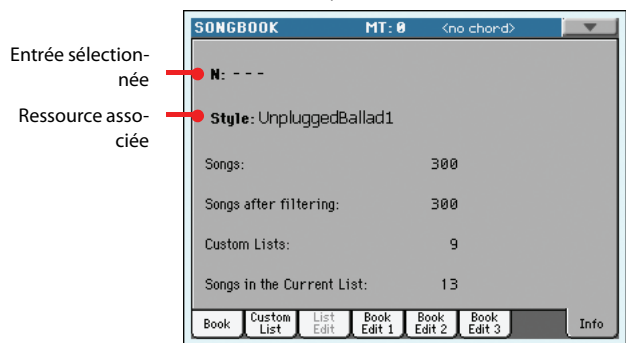 SONGBOOK MT: 0 <no chord>
Entrée sélection-
née
N: - - -
Ressource asso-
ciée
Style: UnpluggedBallad1
Songs: 300
Songs after filtering: 300
Custom Lists: 9
Songs in the Current List: 13
Book Custom List List Edit Book Edit 1 Book Edit 2 Book Edit 3 Info